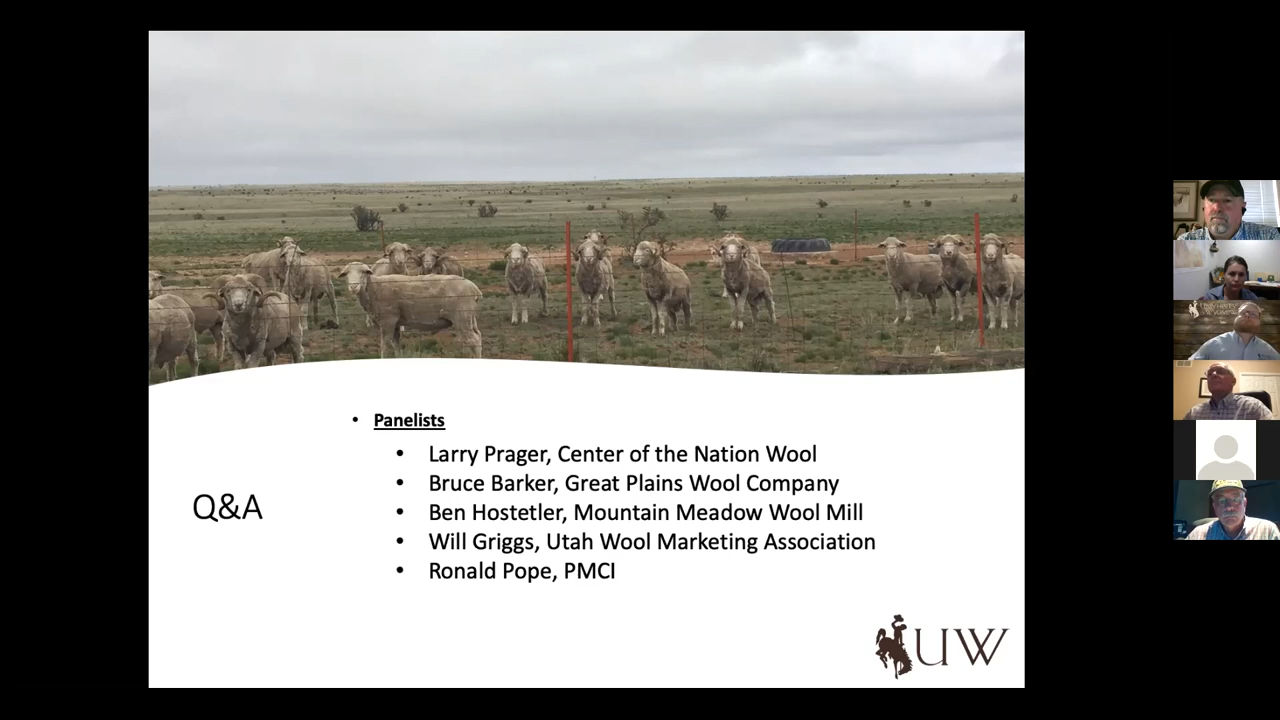 • Panelists
• Larry Prager, Center of the Nation Wool
• Bruce Barker, Great Plains Wool Company
• Ben Hostetler, Mountain Meadow Wool Mill
Q&A
• Will Griggs, Utah Wool Marketing Association
• Ronald Pope, PMCI
UW